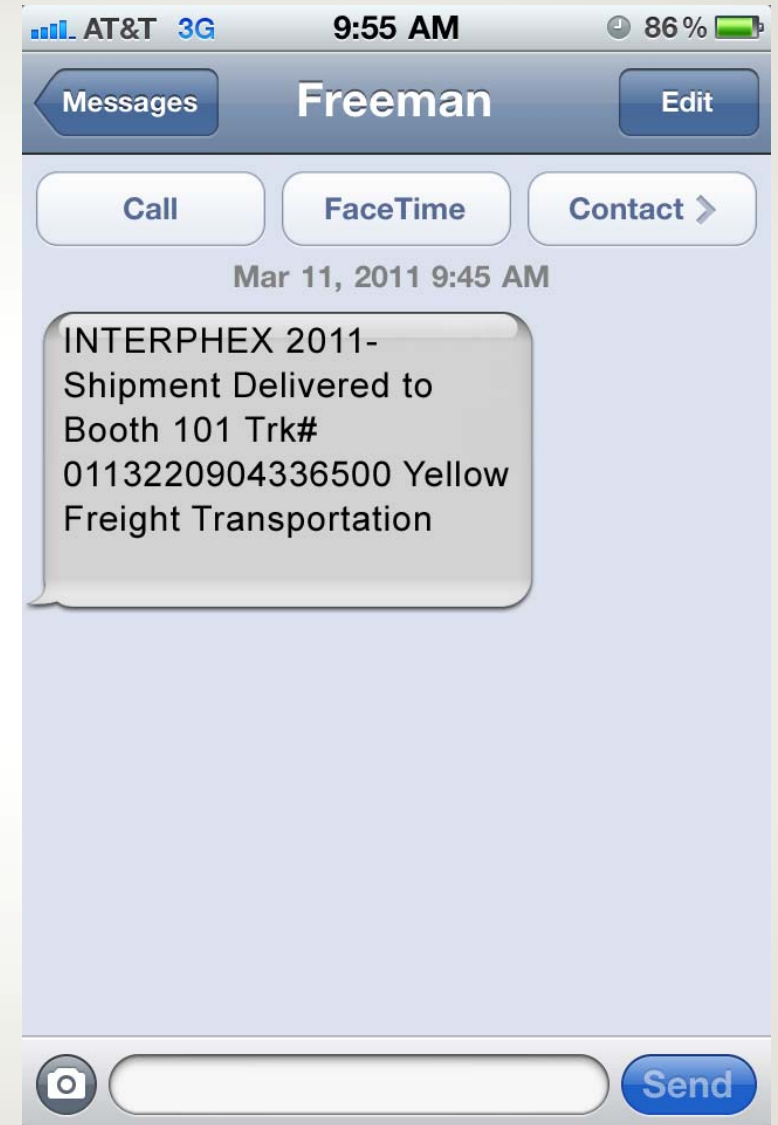 AT&T 3G 9:55 AM 86%
Messages Freeman Edit
Call FaceTime Contact
Mar 11, 2011 9:45 AM
INTERPHEX 2011-
Shipment Delivered to
Booth 101 Trk#
0113220904336500 Yellow
Freight Transportation
Send